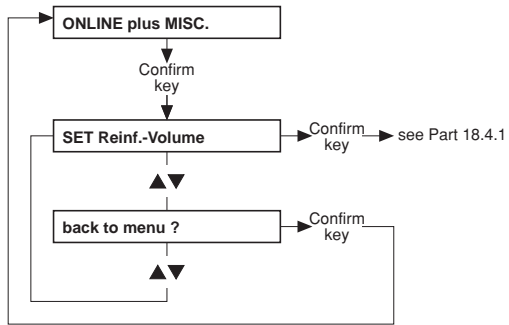 ONLINE plus MISC.
Confirm
key
SET Reinf.-Volume
Confirm
key
see Part 18.4.1
back to menu ?
Confirm
key